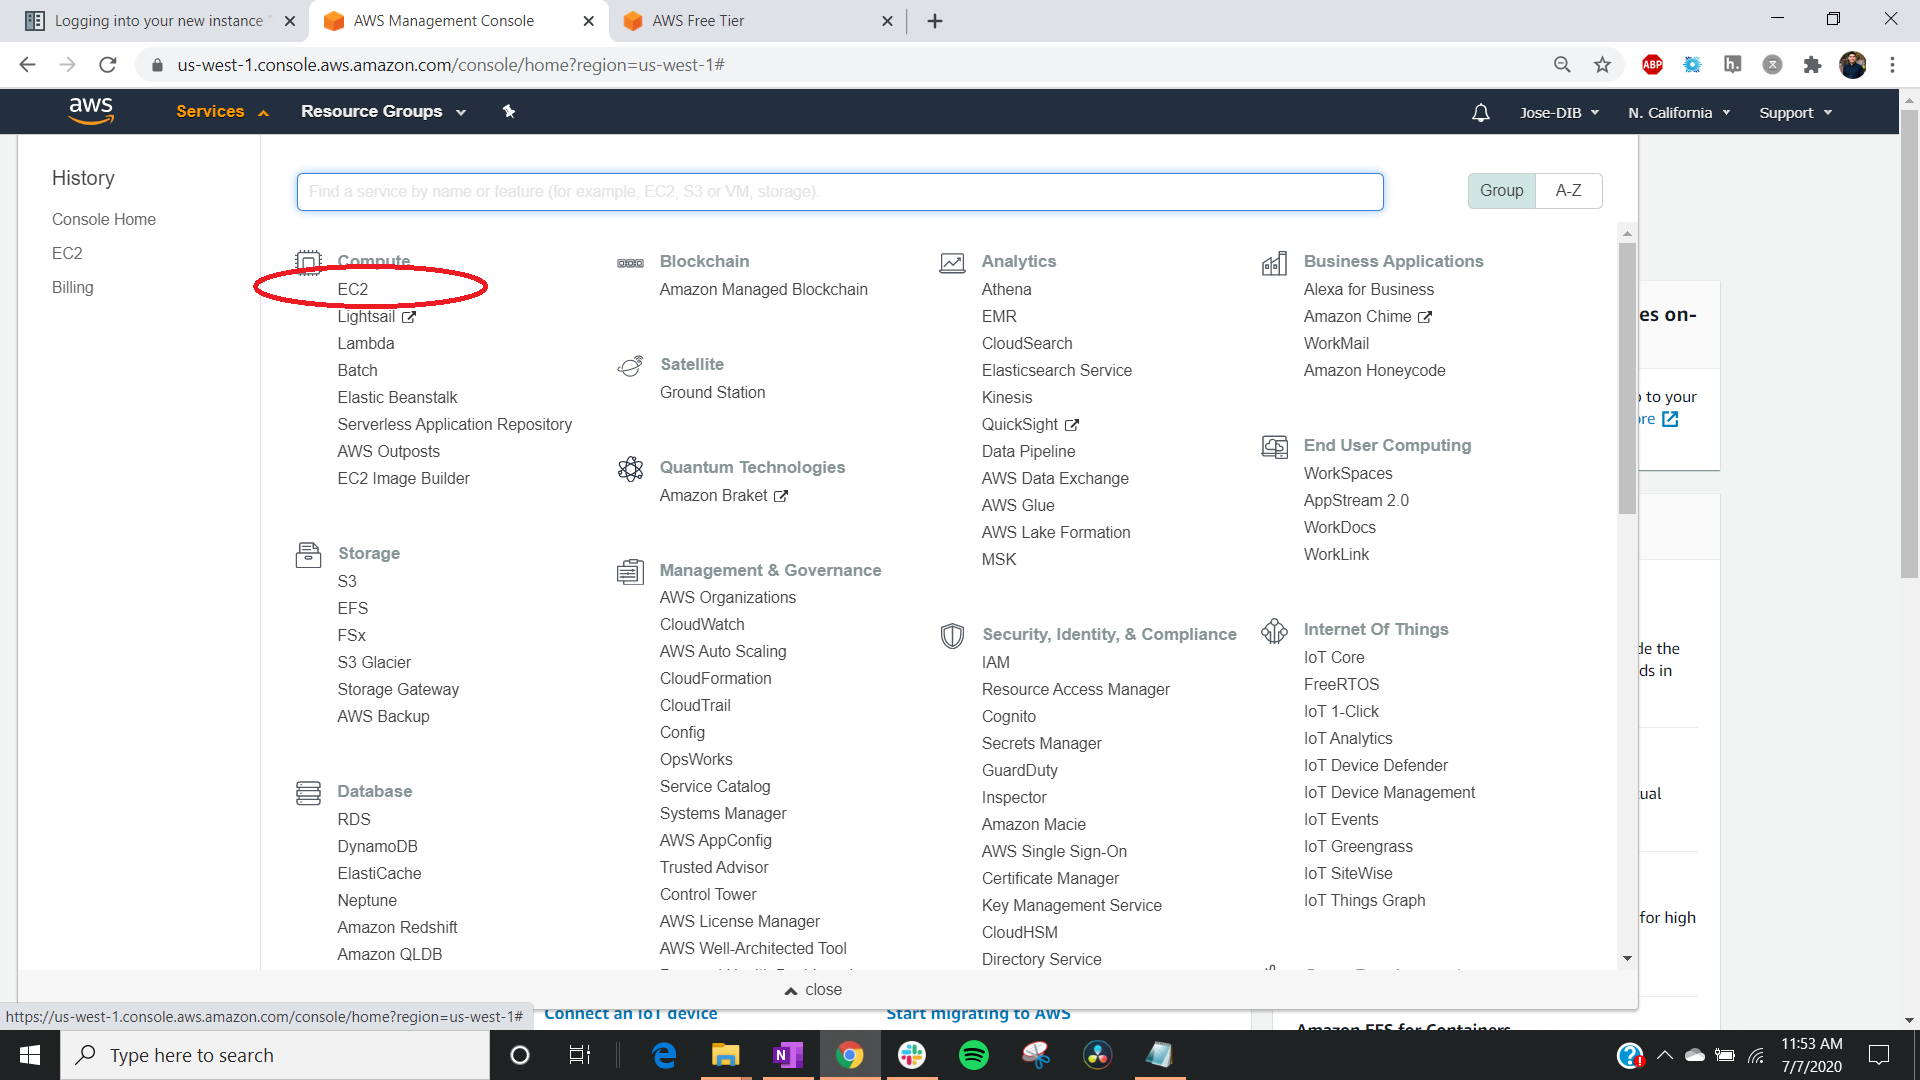 Logging into your new instance
AWS Management Console
AWS Free Tier
us-west-1.console.aws.amazon.com/console/home?region=us-west-1#
ABP
h.
aws
Services
Resource Groups
Jose-DIB
N. California
Support
History
Console Home
EC2
Billing
Find a service by name or feature (for example, EC2, S3 or VM, storage).
Group
A-Z
Compute
EC2
Lightsail
Lambda
Batch
Elastic Beanstalk
Serverless Application Repository
AWS Outposts
EC2 Image Builder
Storage
S3
EFS
FSx
S3 Glacier
Storage Gateway
AWS Backup
Database
RDS
DynamoDB
ElastiCache
Neptune
Amazon Redshift
Amazon QLDB
Blockchain
Amazon Managed Blockchain
Satellite
Ground Station
Quantum Technologies
Amazon Braket
Management & Governance
AWS Organizations
CloudWatch
AWS Auto Scaling
CloudFormation
CloudTrail
Config
OpsWorks
Service Catalog
Systems Manager
AWS AppConfig
Trusted Advisor
Control Tower
AWS License Manager
AWS Well-Architected Tool
Analytics
Athena
EMR
CloudSearch
Elasticsearch Service
Kinesis
QuickSight
Data Pipeline
AWS Data Exchange
AWS Glue
AWS Lake Formation
MSK
Security, Identity, & Compliance
IAM
Resource Access Manager
Cognito
Secrets Manager
GuardDuty
Inspector
Amazon Macie
AWS Single Sign-On
Certificate Manager
Key Management Service
CloudHSM
Directory Service
Business Applications
Alexa for Business
Amazon Chime
WorkMail
Amazon Honeycode
End User Computing
WorkSpaces
AppStream 2.0
WorkDocs
WorkLink
Internet Of Things
IoT Core
FreeRTOS
IoT 1-Click
IoT Analytics
IoT Device Defender
IoT Device Management
IoT Events
IoT Greengrass
IoT SiteWise
IoT Things Graph
es on-
to your
re
de the
ds in
ual
for high
close
https://us-west-1.console.aws.amazon.com/console/home?region=us-west-1#
Connect an IoT device
Start migrating to AWS
Amazon EFS for Containers
Type here to search
11:53 AM
7/7/2020